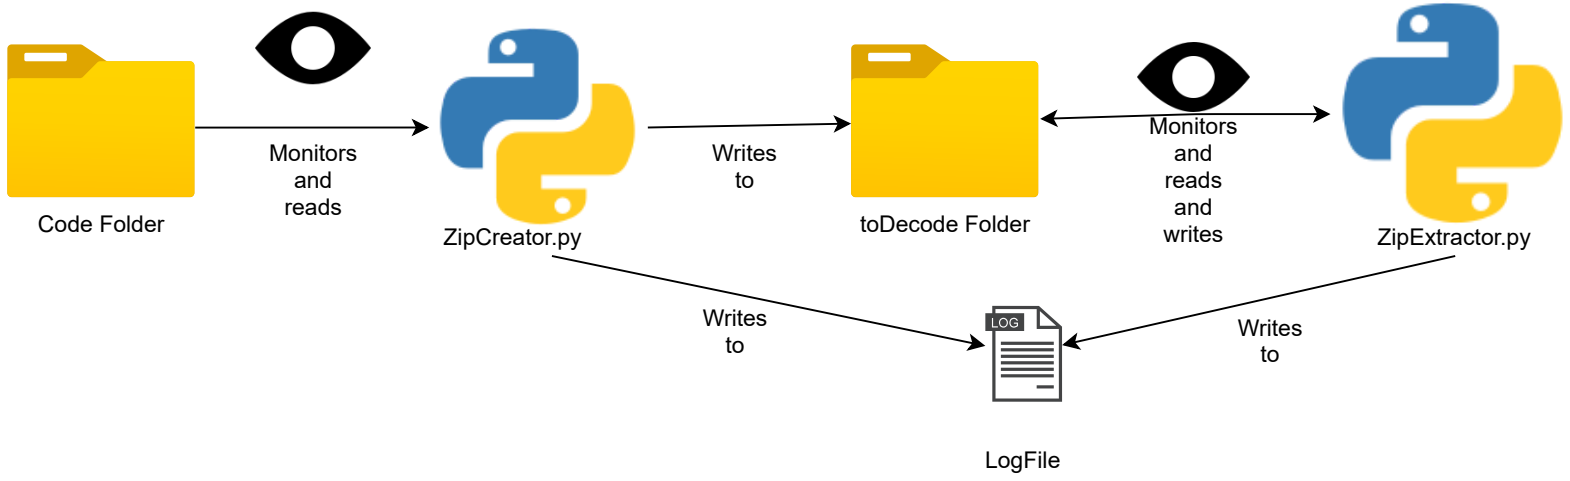 Monitors
and
reads
Code Folder
ZipCreator.py
Writes
to
toDecode Folder
Monitors
and
reads
and
writes
ZipExtractor.py
Writes
to
LOG
Writes
to
LogFile